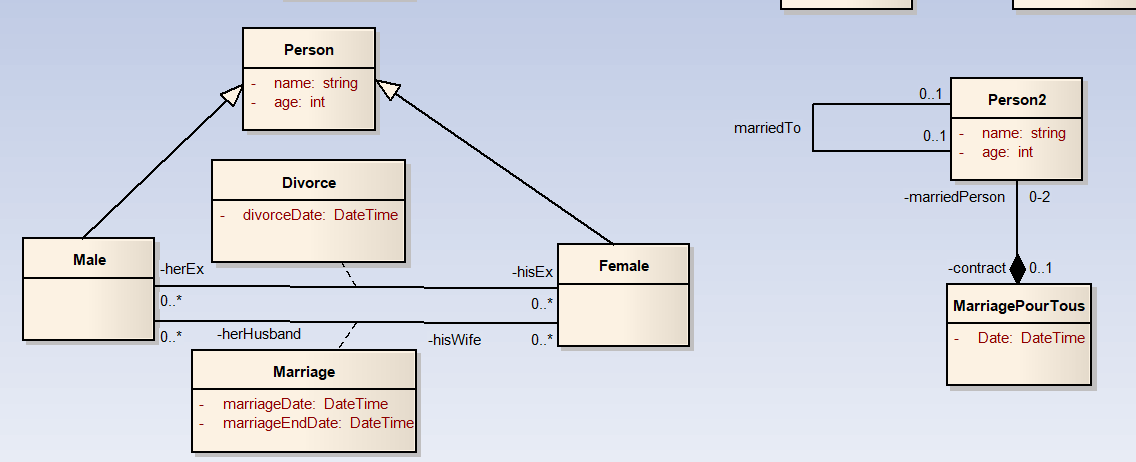 Person
- name: string
- age: int
Divorce
- divorceDate: DateTime
Male
Female
-herEx
-hisEx
0..*
0..*
0..*
-herHusband
-hisWife
0..*
Marriage
- marriageDate: DateTime
- marriageEndDate: DateTime
0..1
Person2
- name: string
- age: int
marriedTo
0..1
-marriedPerson
0-2
-contract
0..1
MarriagePourTous
- Date: DateTime